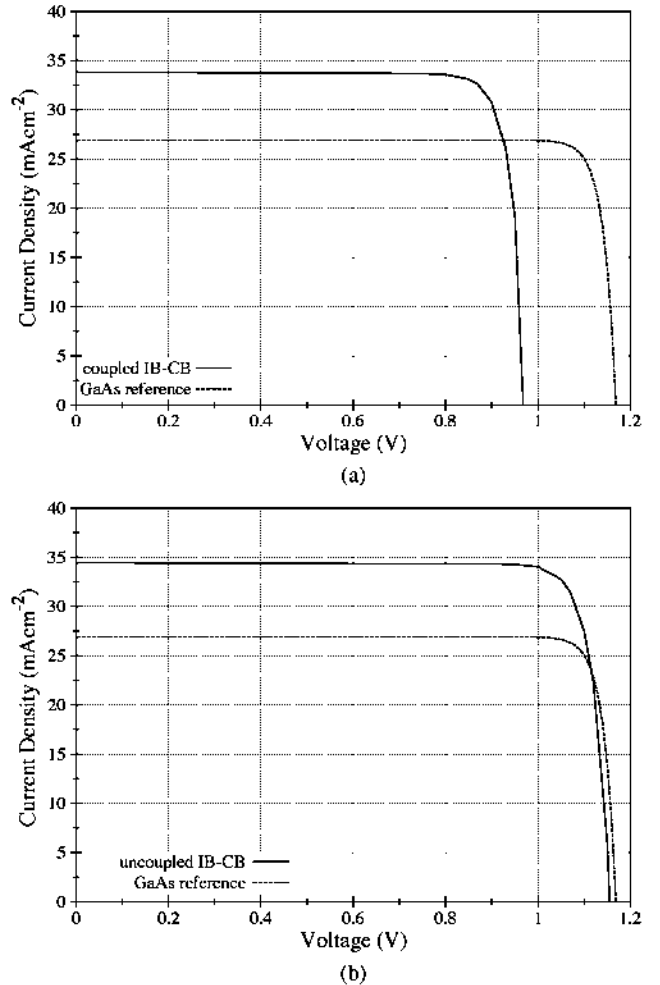 40
35
30
25
20
15
10
5
0
Current Density (mAcm-2)
coupled IB-CB
GaAs reference
0 0.2 0.4 0.6 0.8 1 1.2
Voltage (V)
(a)
40
35
30
25
20
15
10
5
0
Current Density (mAcm-2)
uncoupled IB-CB
GaAs reference
0 0.2 0.4 0.6 0.8 1 1.2
Voltage (V)
(b)